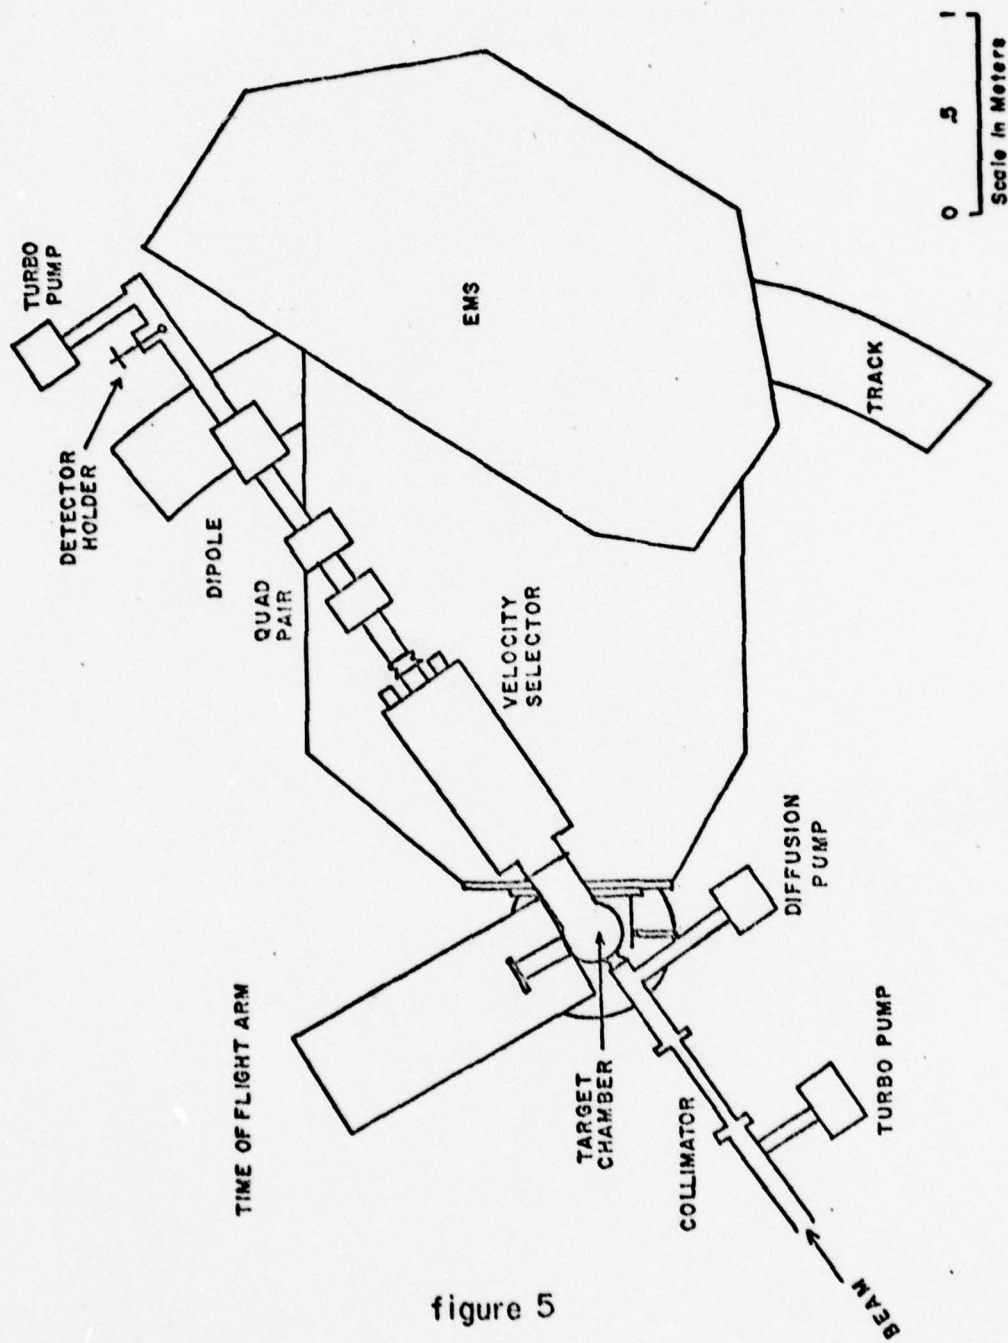 TURBO
PUMP
DETECTOR
HOLDER
DIPOLE
QUAD
PAIR
VELOCITY
SELECTOR
EMS
TRACK
TIME OF FLIGHT ARM
TARGET
CHAMBER
COLLIMATOR
DIFFUSION
PUMP
TURBO PUMP
BEAM
0 .5 1
Scale in Meters
figure 5